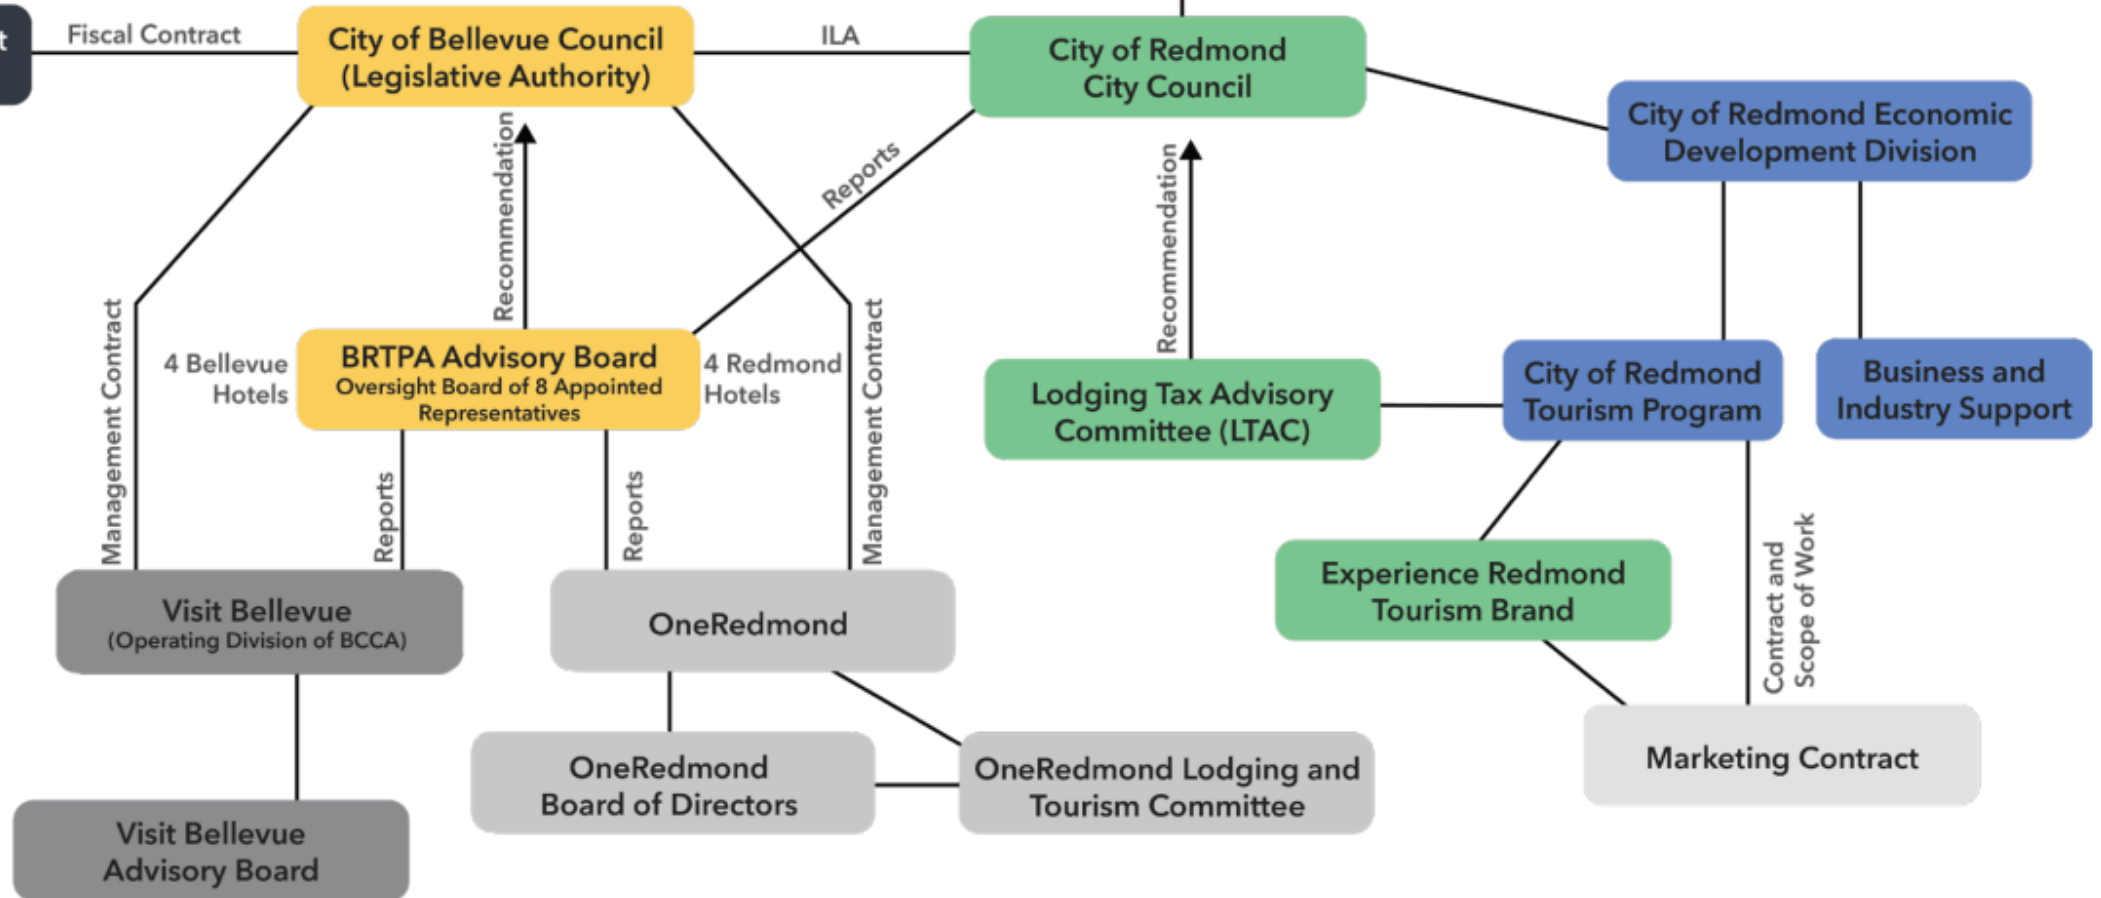 t
Fiscal Contract
City of Bellevue Council
(Legislative Authority)
ILA
City of Redmond
City Council
City of Redmond Economic
Development Division
Recommendation
Reports
Recommendation
Management Contract
4 Bellevue
Hotels
BRTPA Advisory Board
Oversight Board of 8 Appointed
Representatives
4 Redmond
Hotels
Management Contract
Lodging Tax Advisory
Committee (LTAC)
City of Redmond
Tourism Program
Business and
Industry Support
Reports
Reports
Visit Bellevue
(Operating Division of BCCA)
OneRedmond
Experience Redmond
Tourism Brand
Contract and
Scope of Work
OneRedmond
Board of Directors
OneRedmond Lodging and
Tourism Committee
Marketing Contract
Visit Bellevue
Advisory Board